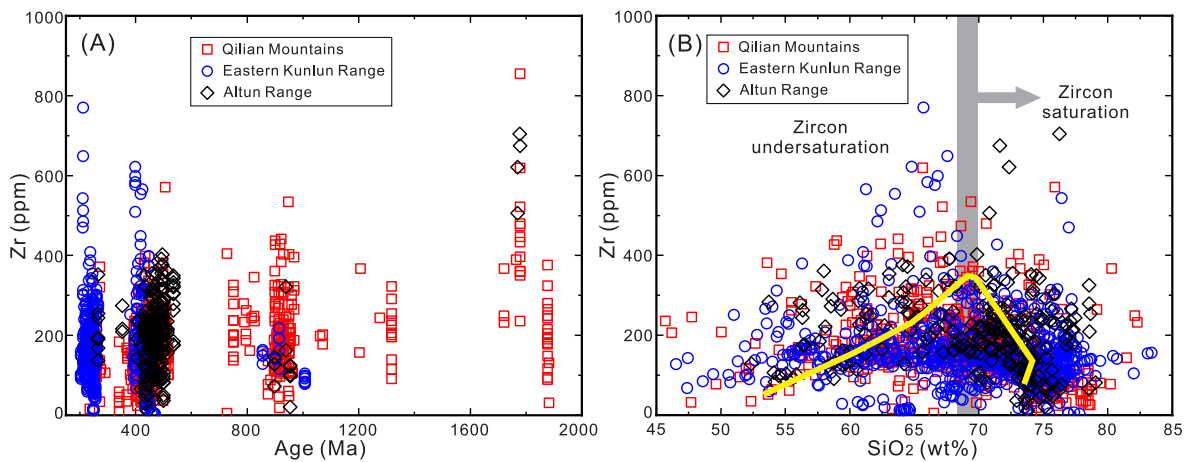 (A)
Qilian Mountains
Eastern Kunlun Range
Altun Range
1000
800
600
400
200
0
Zr (ppm)
400
800
1200
1600
2000
Age (Ma)
(B)
Qilian Mountains
Eastern Kunlun Range
Altun Range
Zircon
undersaturation
Zircon
saturation
1000
800
600
400
200
0
Zr (ppm)
45
50
55
60
65
70
75
80
85
SiO2 (wt%)